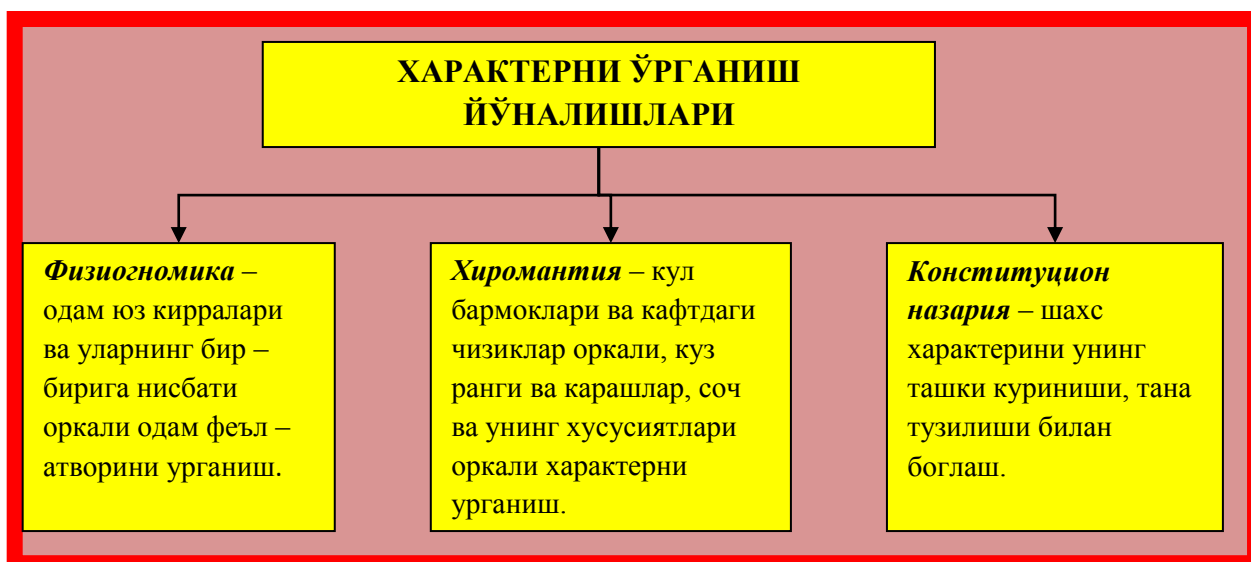 ХАРАКТЕРНИ ЎРГАНИШ
ЙЎНАЛИШЛАРИ
Физиогномика –
одам юз кирралари
ва уларнинг бир –
бирига нисбати
оркали одам феъл –
атворини урганиш.
Хиромантия – кул
бармоклари ва кафтдаги
чизиклар оркали, куз
ранги ва карашлар, соч
ва унинг хусусиятлари
оркали характерни
урганиш.
Конституцион
назария – шахс
характерини унинг
ташки куриниши, тана
тузилиши билан
боглаш.